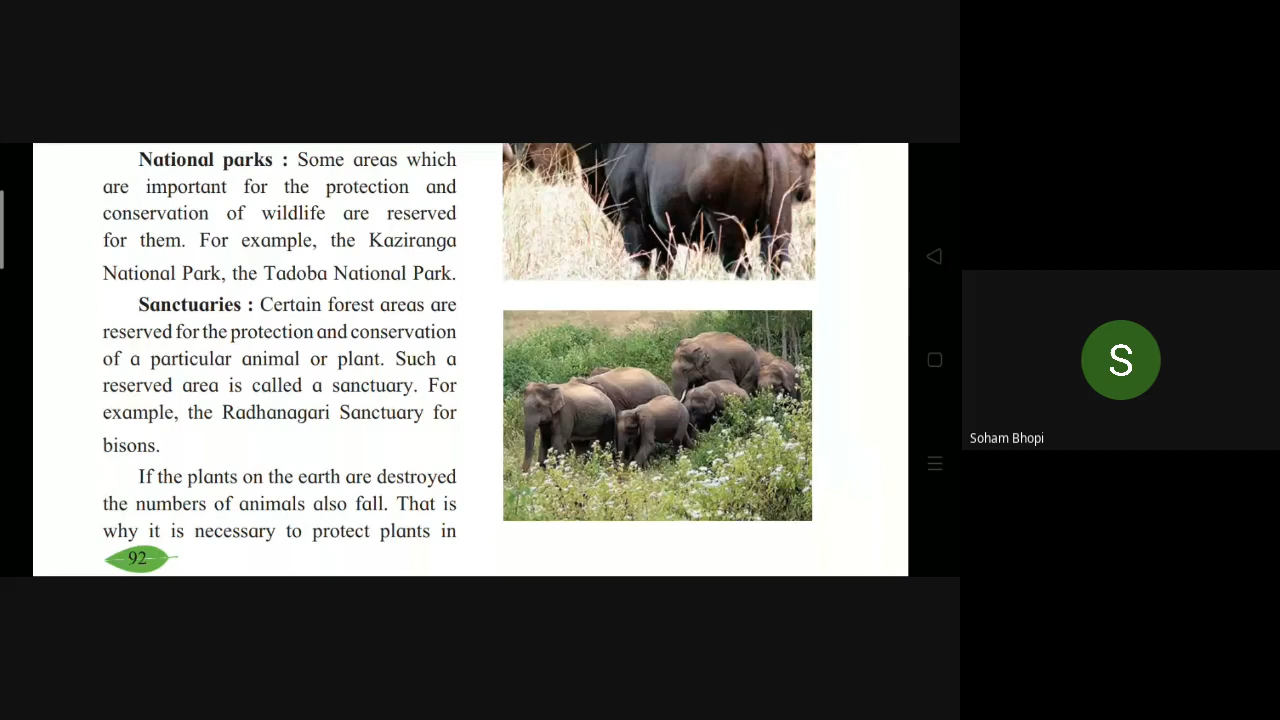 National parks : Some areas which
are important for the protection and
conservation of wildlife are reserved
for them. For example, the Kaziranga
National Park, the Tadoba National Park.
Sanctuaries : Certain forest areas are
reserved for the protection and conservation
of a particular animal or plant. Such a
reserved area is called a sanctuary. For
example, the Radhanagari Sanctuary for
bisons.
If the plants on the earth are destroyed
the numbers of animals also fall. That is
why it is necessary to protect plants in
92
S
Soham Bhopi